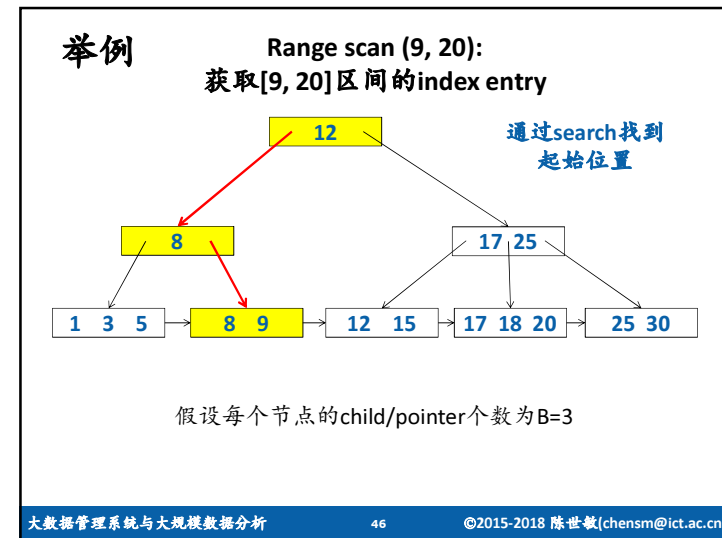 举例
Range scan (9, 20):
获取[9, 20]区间的index entry
通过search找到
起始位置
12
8
17 25
1 3 5
8 9
12 15
17 18 20
25 30
假设每个节点的child/pointer个数为B=3
大数据管理系统与大规模数据分析
46
©2015-2018 陈世敏(chensm@ict.ac.cn